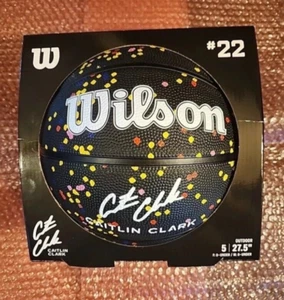 W
#22
Wilson
CAITLIN CLARK
CAITLIN
CLARK
OUTDOOR
5 | 27.5"